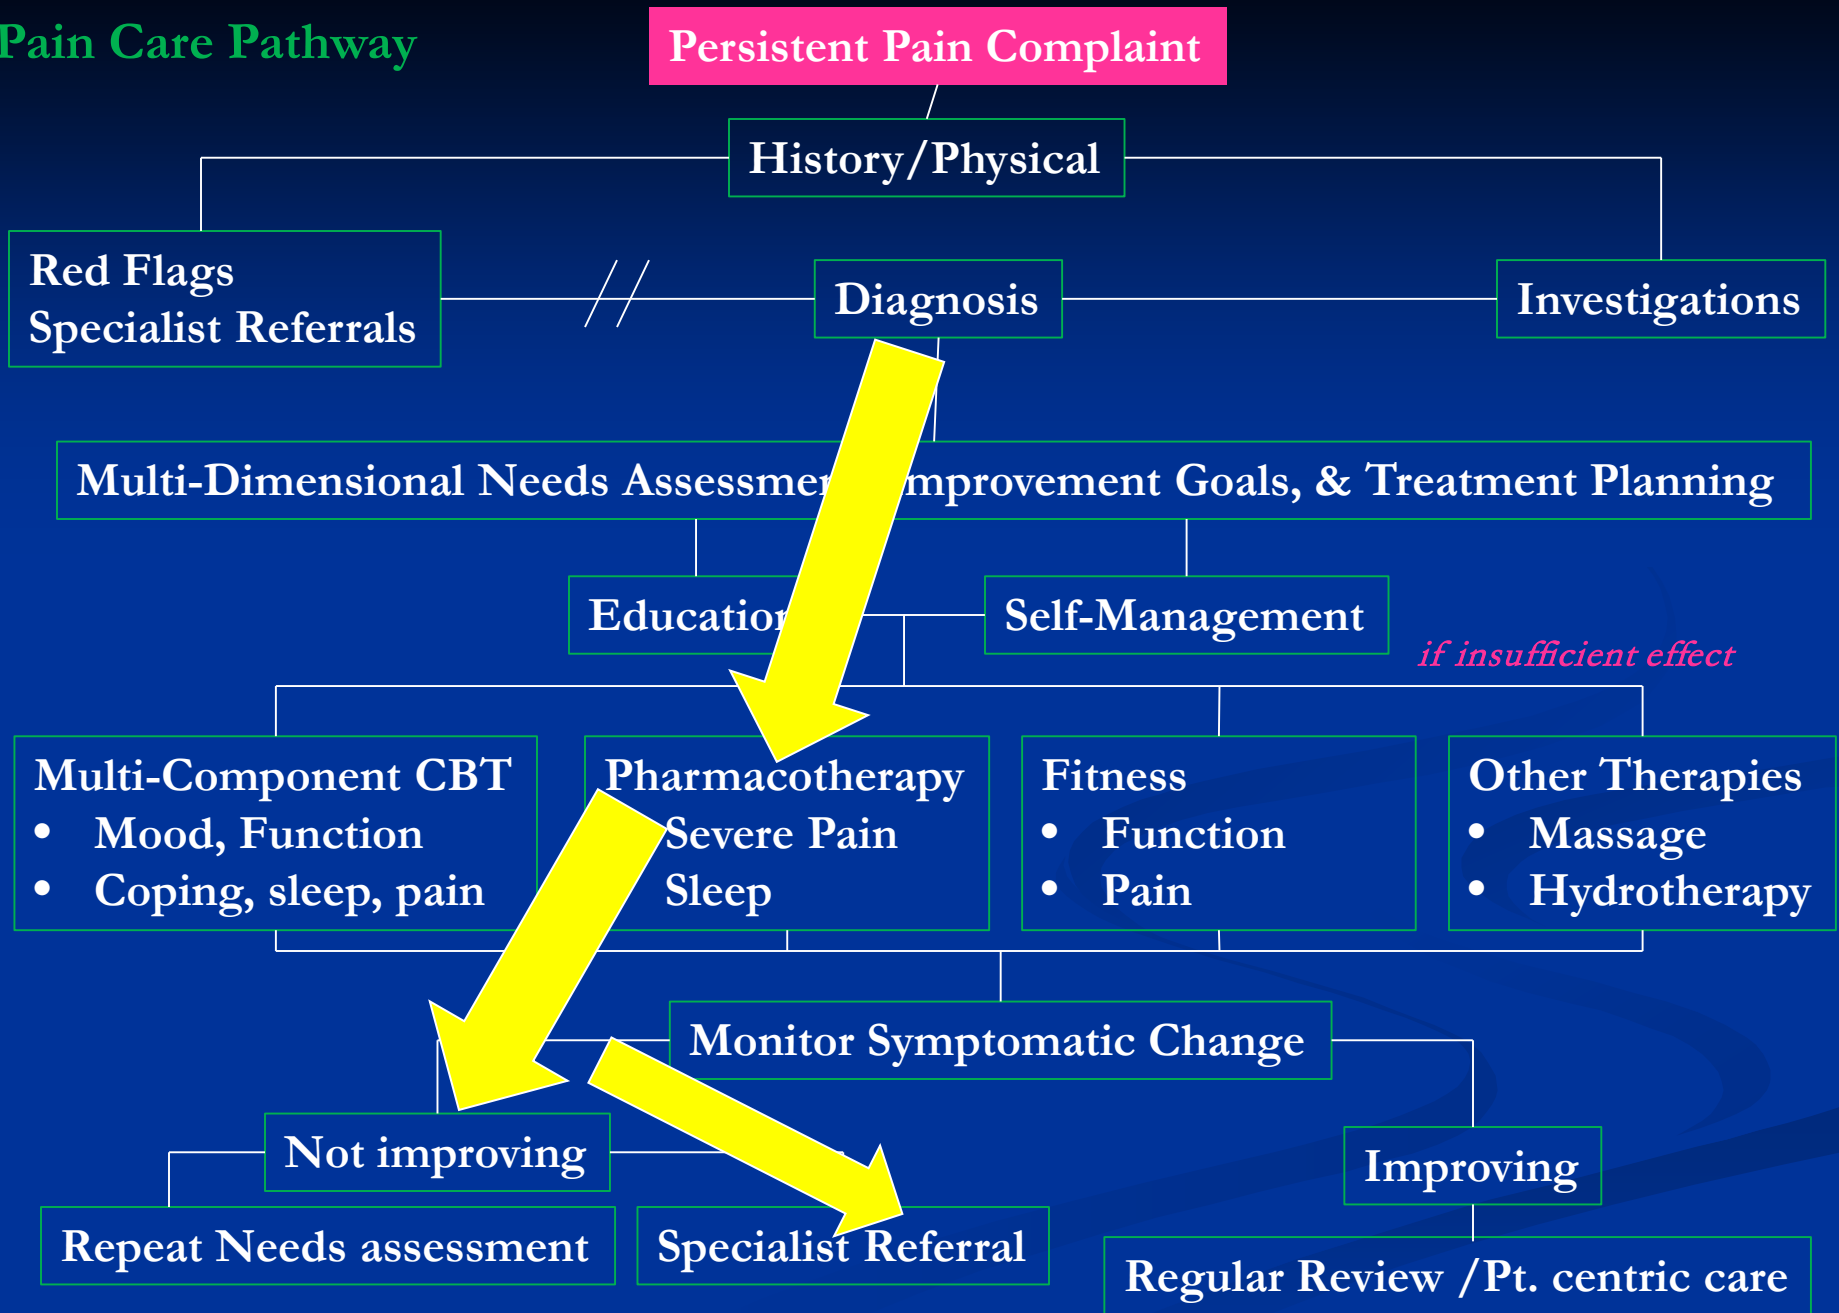 Pain Care Pathway
Persistent Pain Complaint
History/Physical
Red Flags
Specialist Referrals
Diagnosis
Investigations
Multi-Dimensional Needs Assessmen mprovement Goals, & Treatment Planning
Education
Self-Management
if insufficient effect
Multi-Component CBT
• Mood, Function
• Coping, sleep, pain
Pharmacotherapy
Severe Pain
Sleep
Fitness
• Function
• Pain
Other Therapies
• Massage
• Hydrotherapy
Monitor Symptomatic Change
Not improving
Improving
Repeat Needs assessment
Specialist Referral
Regular Review /Pt. centric care